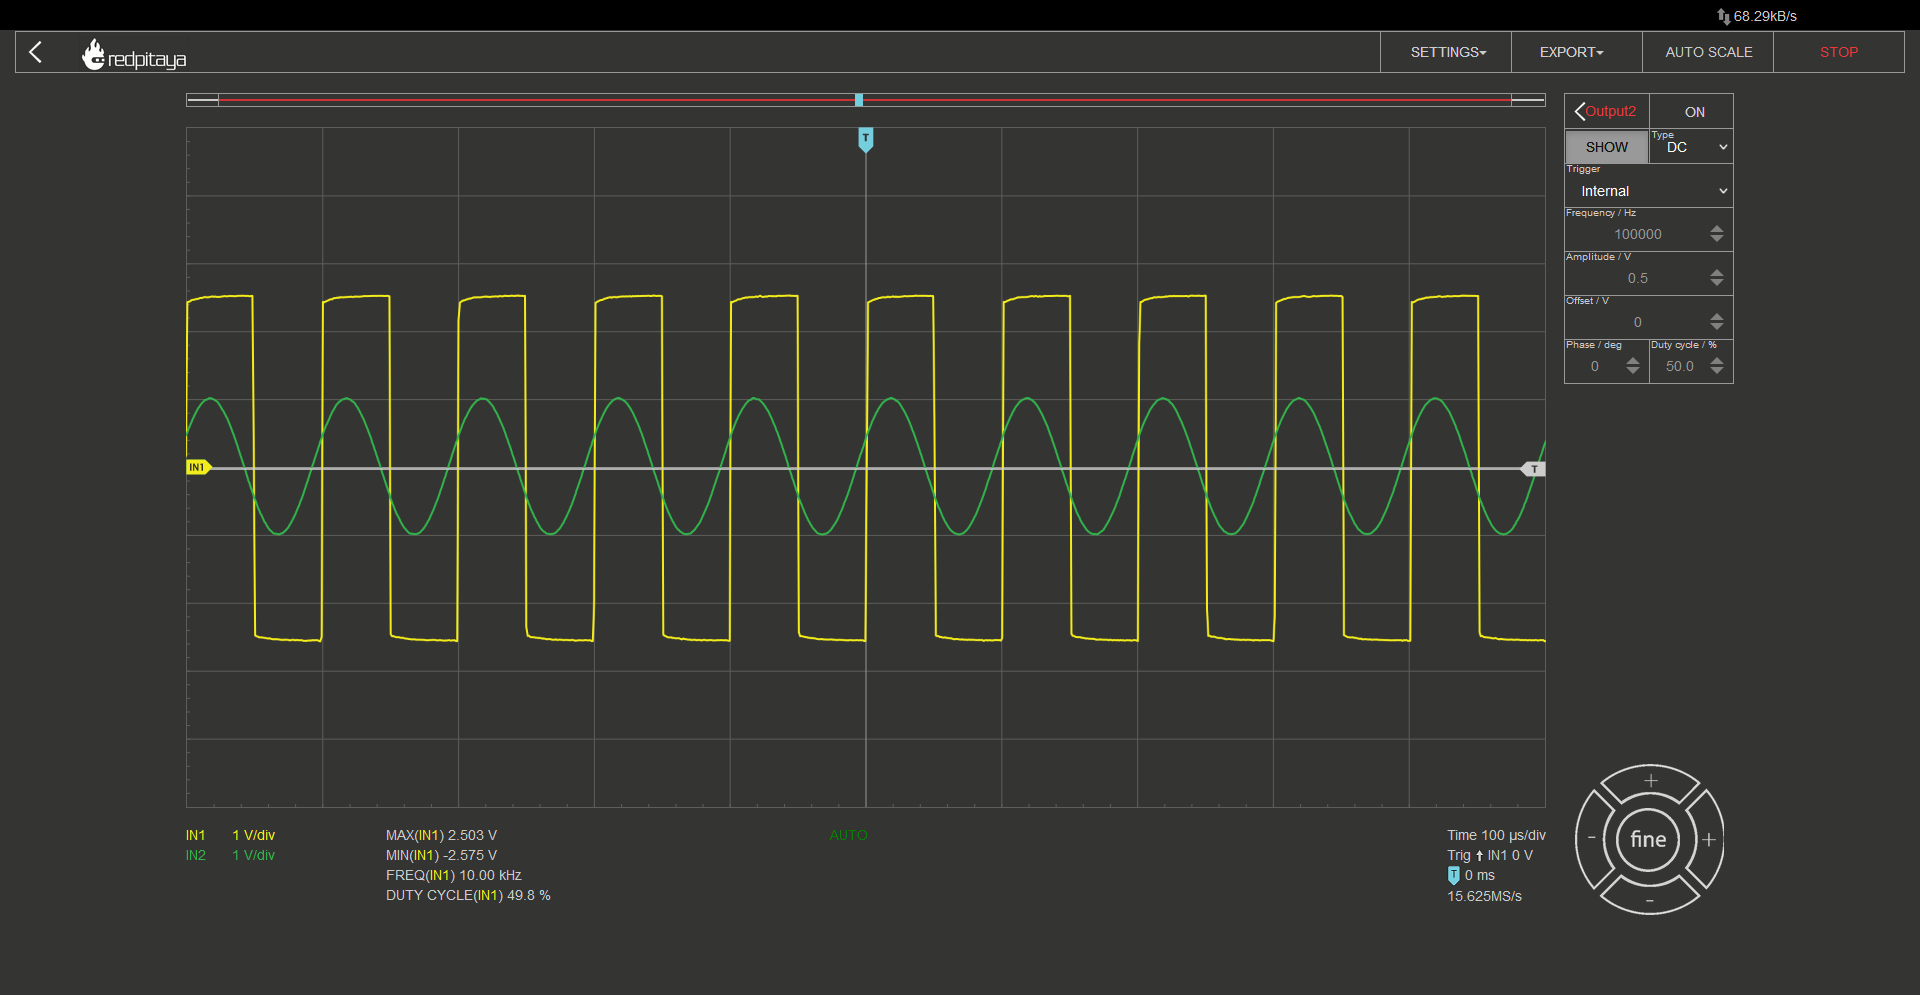 68.29kB/s
redpitaya
SETTINGS
EXPORT
AUTO SCALE
STOP
Output2
ON
SHOW
Type
DC
Trigger
Internal
Frequency / Hz
100000
Amplitude / V
0.5
Offset / V
0
Phase / deg
0
Duty cycle / %
50.0
T
IN1
T
IN1 1 V/div
IN2 1 V/div
MAX(IN1) 2.503 V
MIN(IN1) -2.575 V
FREQ(IN1) 10.00 kHz
DUTY CYCLE(IN1) 49.8 %
AUTO
Time 100 µs/div
Trig IN1 0 V
T 0 ms
15.625MS/s
+
- fine +
-